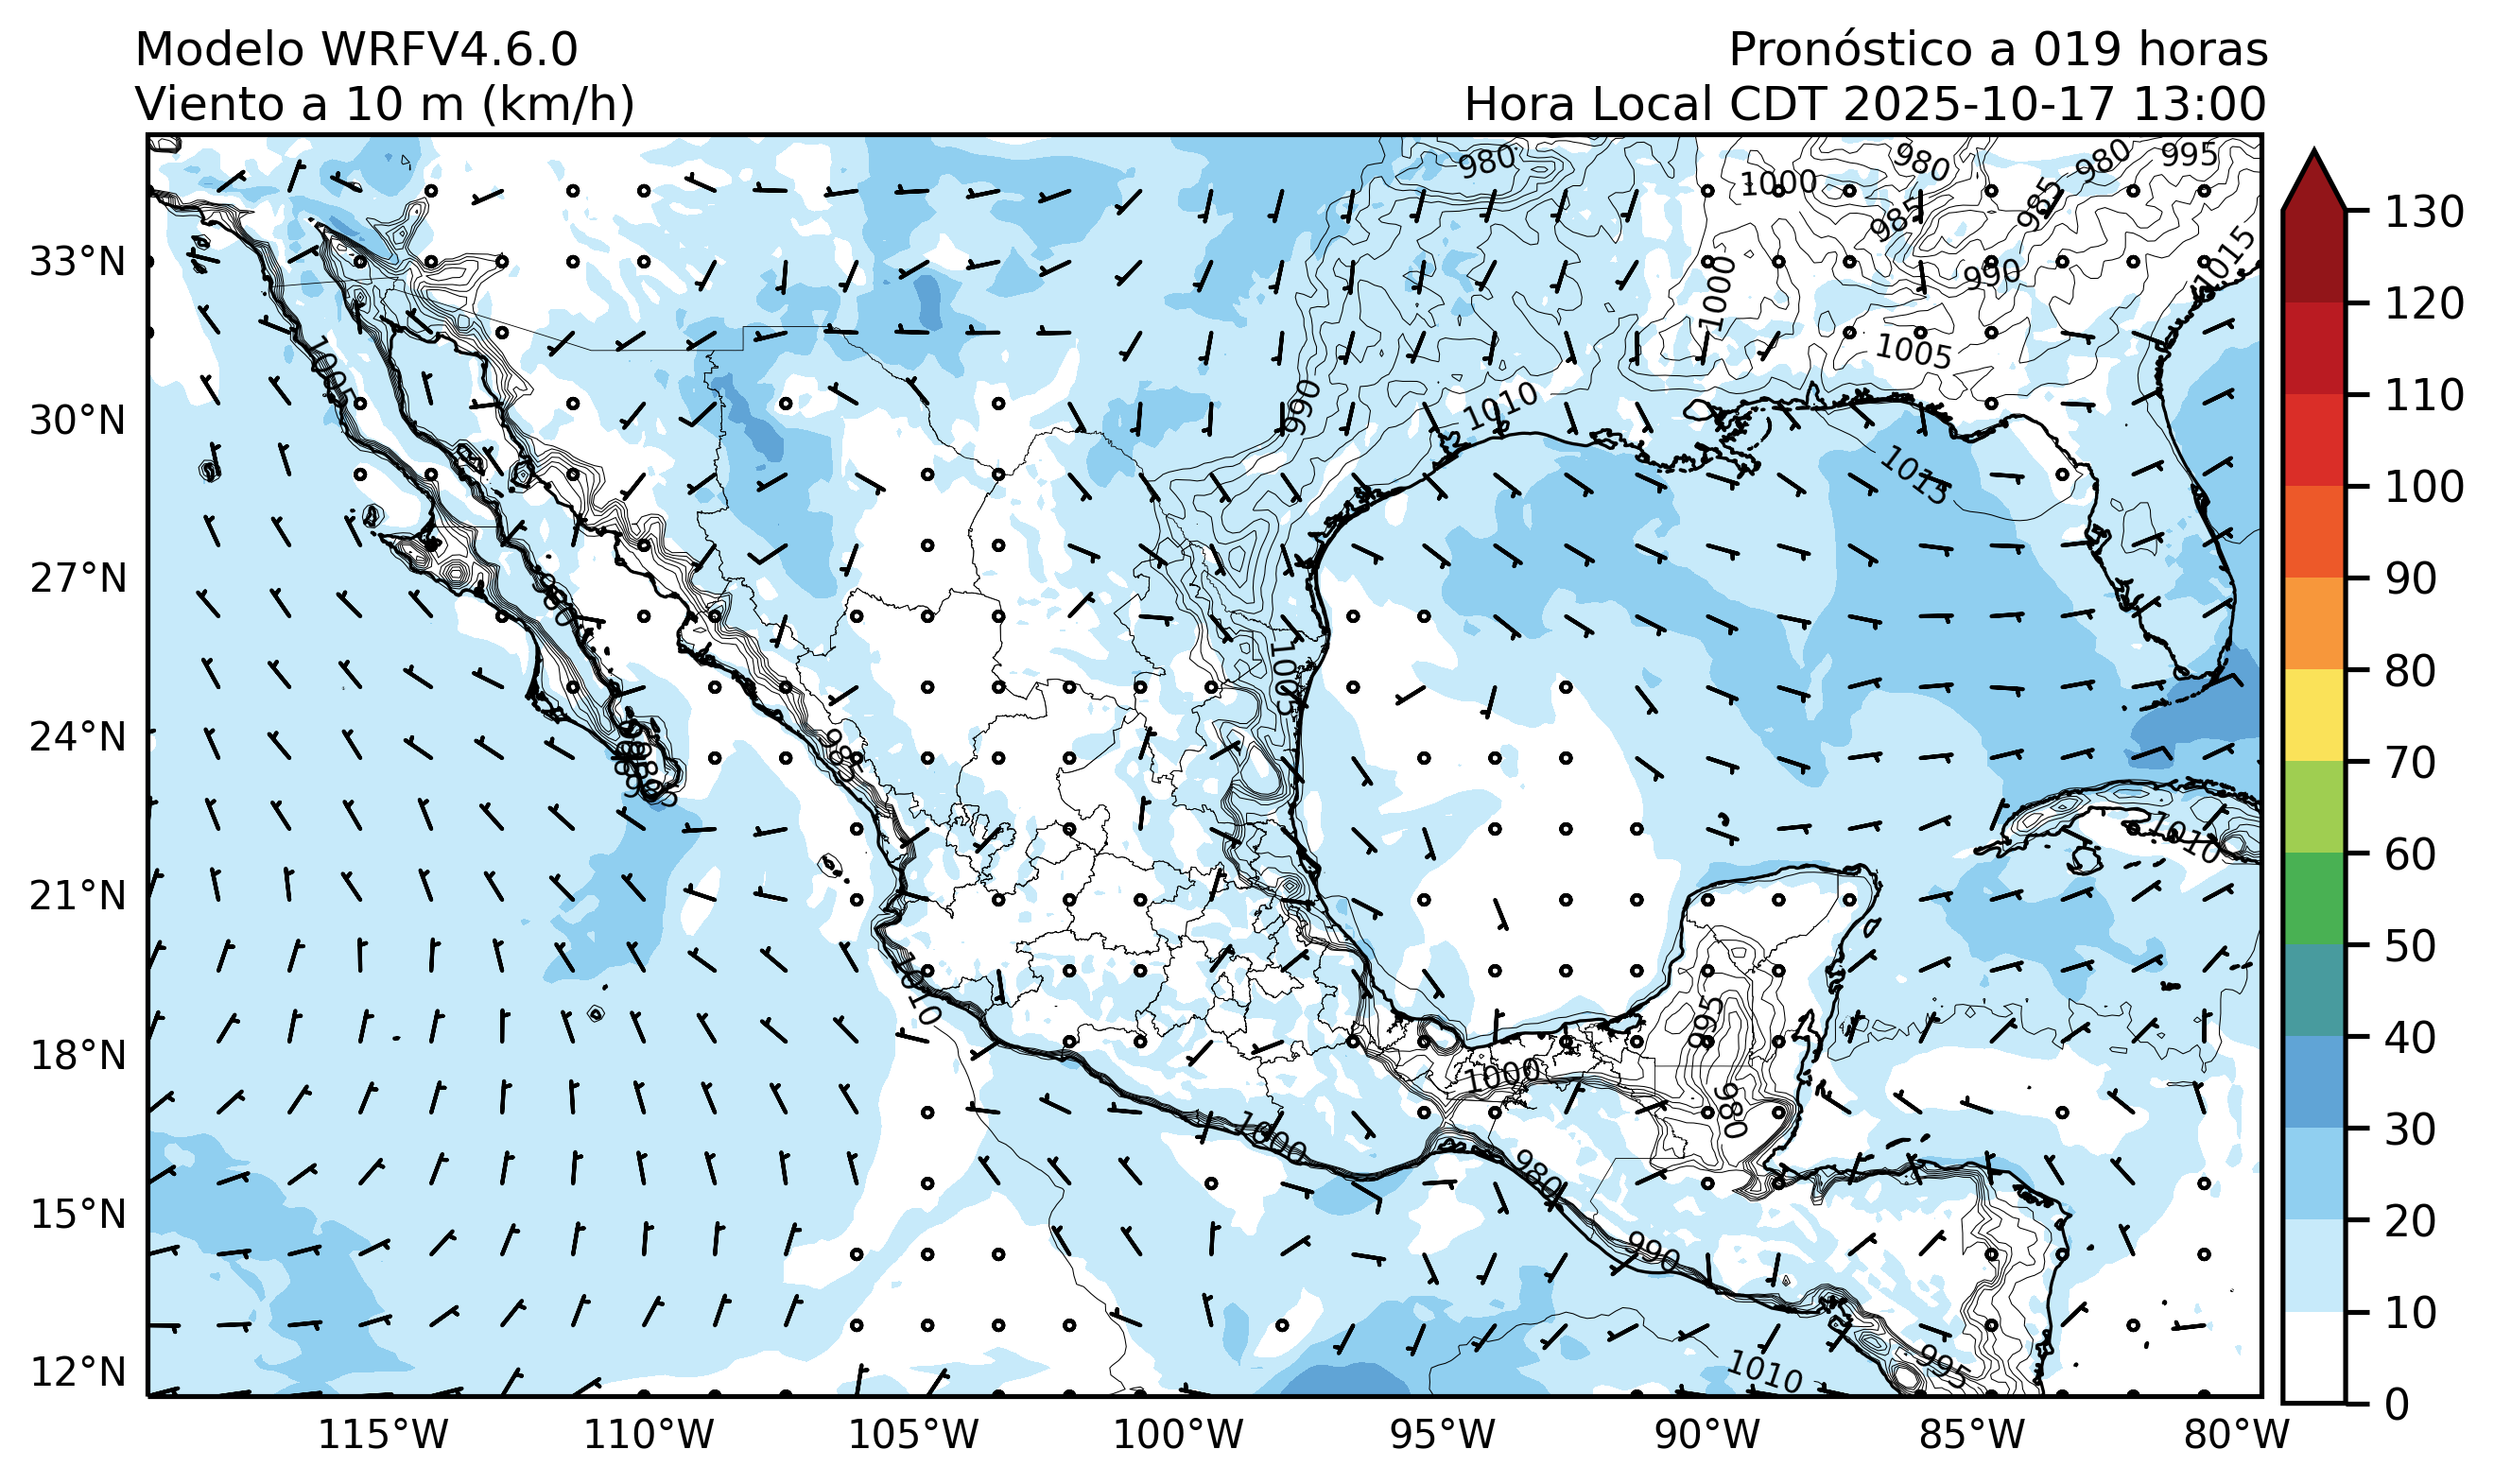 Modelo WRFV4.6.0
Viento a 10 m (km/h)
Pronóstico a 019 horas
Hora Local CDT 2025-10-17 13:00
33°N
30°N
27°N
24°N
21°N
18°N
15°N
12°N
115°W
110°W
105°W
100°W
95°W
90°W
85°W
80°W
130
120
110
100
90
80
70
60
50
40
30
20
10
0
980
1000
980
980
995
985
985
990
1015
1000
1005
1005
990
1010
1015
1005
985
1010
1010
995
1000
980
1000
980
990
1010
995